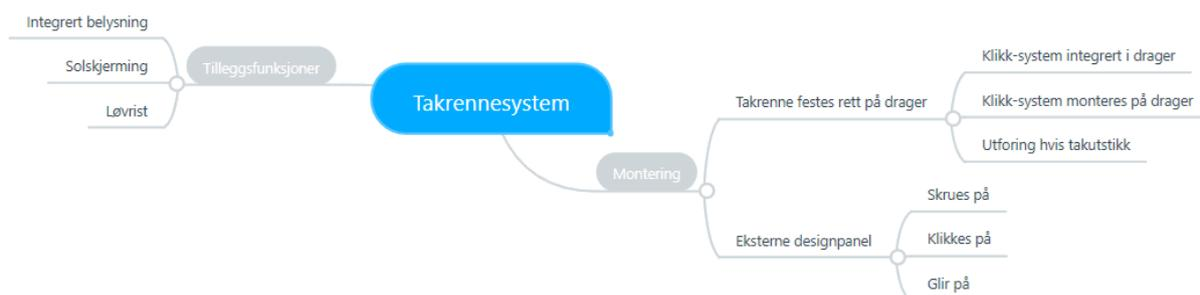 Integrert belysning
Solskjerming
Løvrist
Tilleggsfunksjoner
Takrennesystem
Montering
Takrenne festes rett på drager
Klikk-system integrert i drager
Klikk-system monteres på drager
Utforing hvis takutstikk
Eksterne designpanel
Skrues på
Klikkes på
Glir på